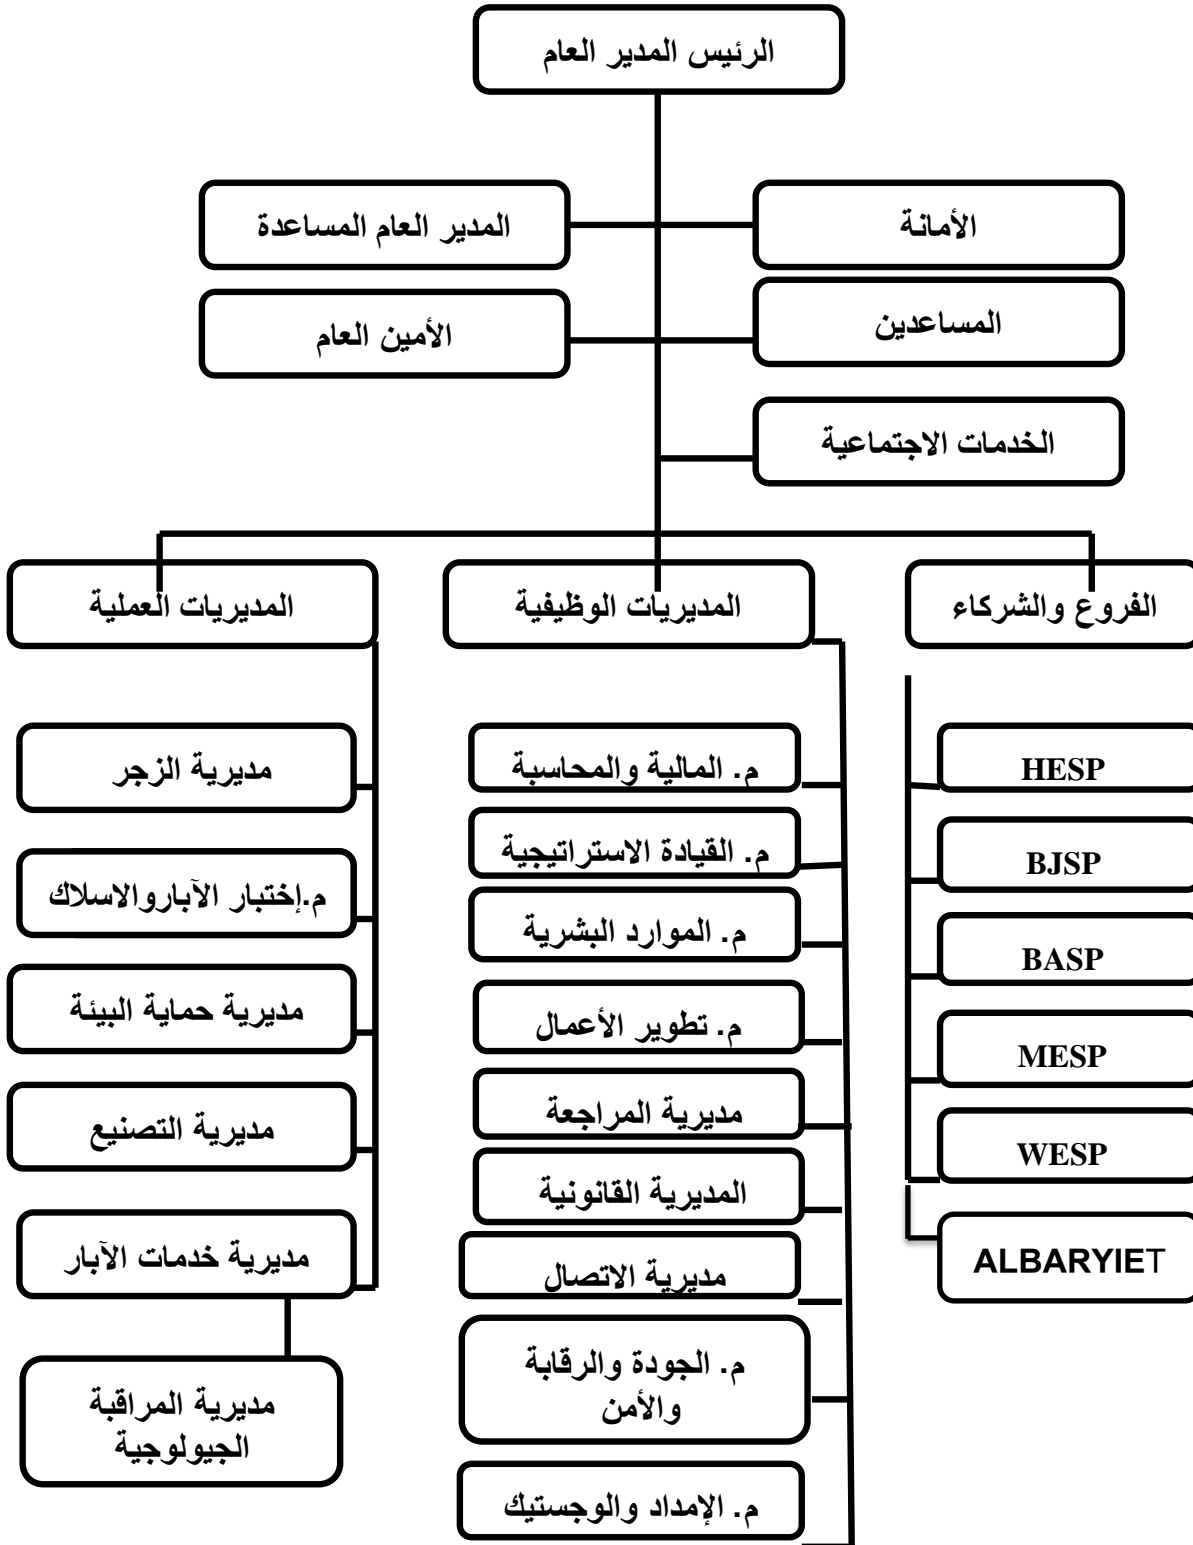 الرئيس المدير العام
الأمانة
المدير العام المساعدة
المساعدين
الأمين العام
الخدمات الاجتماعية
الفروع والشركاء
HESP
BJSP
BASP
MESP
WESP
ALBARYIET
المديريات الوظيفية
م. المالية والمحاسبة
م. القيادة الاستراتيجية
م. الموارد البشرية
م. تطوير الأعمال
مديرية المراجعة
المديرية القانونية
مديرية الاتصال
م. الجودة والرقابة
والأمن
م. الإمداد والوجستيك
المديريات العملية
مديرية الزجر
م.إختبار الآباروالاسلاك
مديرية حماية البيئة
مديرية التصنيع
مديرية خدمات الآبار
مديرية المراقبة
الجيولوجية